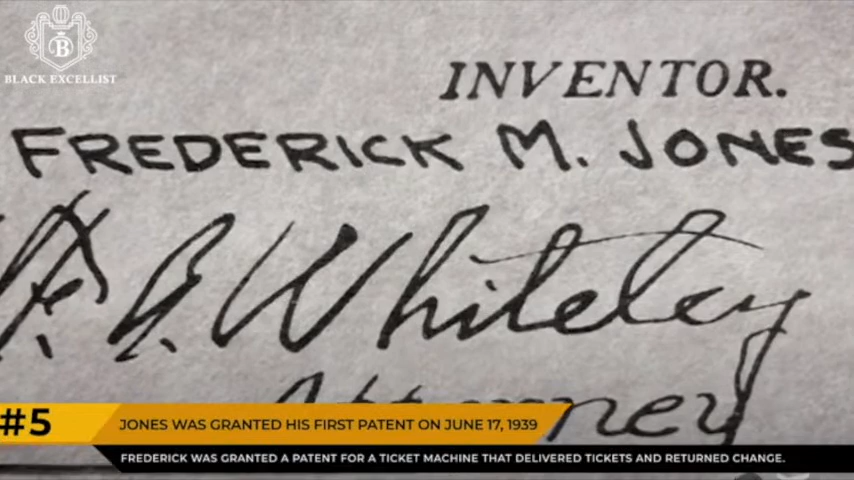 B
BLACK EXCELLIST
INVENTOR.
FREDERICK M. JONES
B. Whiteley
Attorney
#5
JONES WAS GRANTED HIS FIRST PATENT ON JUNE 17, 1939
FREDERICK WAS GRANTED A PATENT FOR A TICKET MACHINE THAT DELIVERED TICKETS AND RETURNED CHANGE.